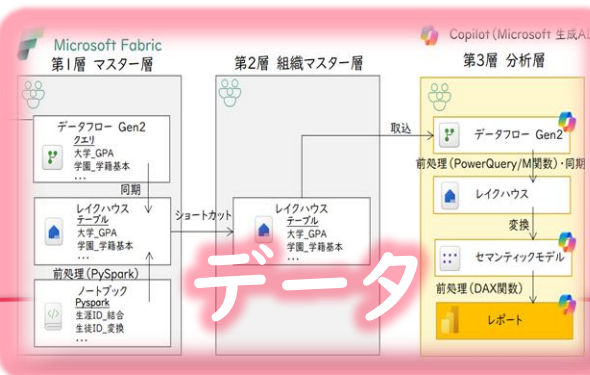 Microsoft Fabric
第1層 マスター層
データフロー Gen2
クエリ
大学_GPA
学園_学籍基本
...
同期
レイクハウス
テーブル
大学_GPA
学園_学籍基本
...
前処理(PySpark)
ノートブック
Pyspark
生涯ID_結合
生徒ID_変換
...
ショートカット
第2層 組織マスター層
レイクハウス
テーブル
大学_GPA
学園_学籍基本
...
取込
Copilot(Microsoft 生成AI
第3層 分析層
データフロー Gen2
前処理(PowerQuery/M関数)・同期
レイクハウス
変換
セマンティックモデル
前処理(DAX関数)
レポート
データ